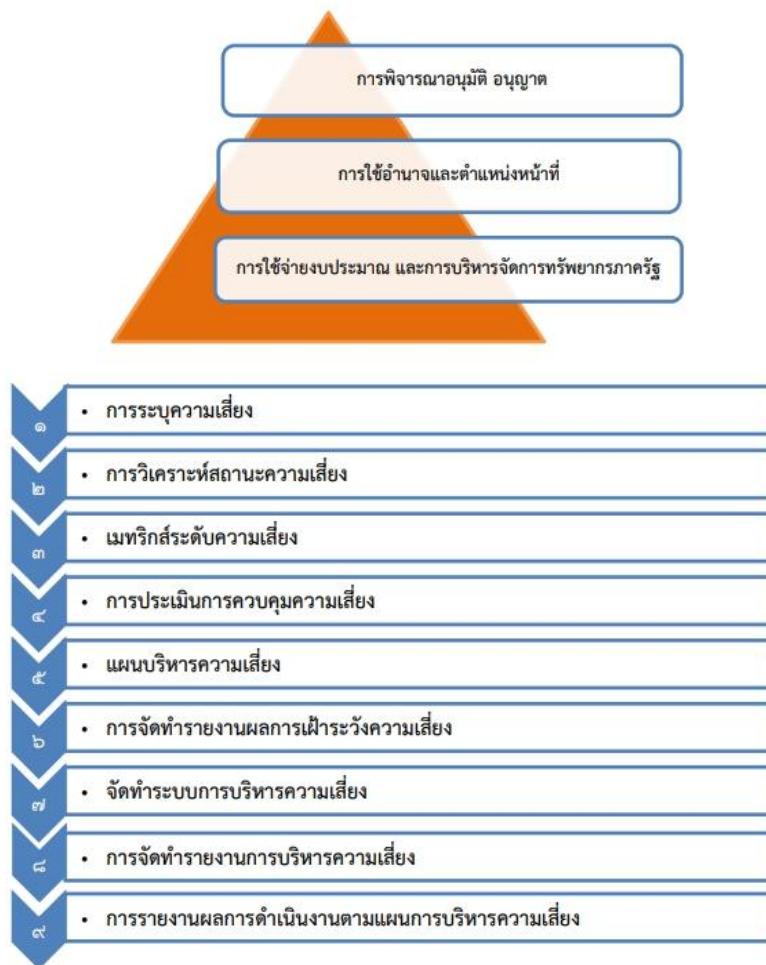 การพิจารณาอนุมัติ อนุญาต
การใช้อำนาจและตำแหน่งหน้าที่
การใช้จ่ายงบประมาณ และการบริหารจัดการทรัพยากรภาครัฐ
๑ • การระบุความเสี่ยง
๒ • การวิเคราะห์สถานะความเสี่ยง
๓ • เมทริกส์ระดับความเสี่ยง
๔ • การประเมินการควบคุมความเสี่ยง
๕ • แผนบริหารความเสี่ยง
๖ • การจัดทำรายงานผลการเฝ้าระวังความเสี่ยง
๗ • จัดทำระบบการบริหารความเสี่ยง
๘ • การจัดทำรายงานการบริหารความเสี่ยง
๙ • การรายงานผลการดำเนินงานตามแผนการบริหารความเสี่ยง